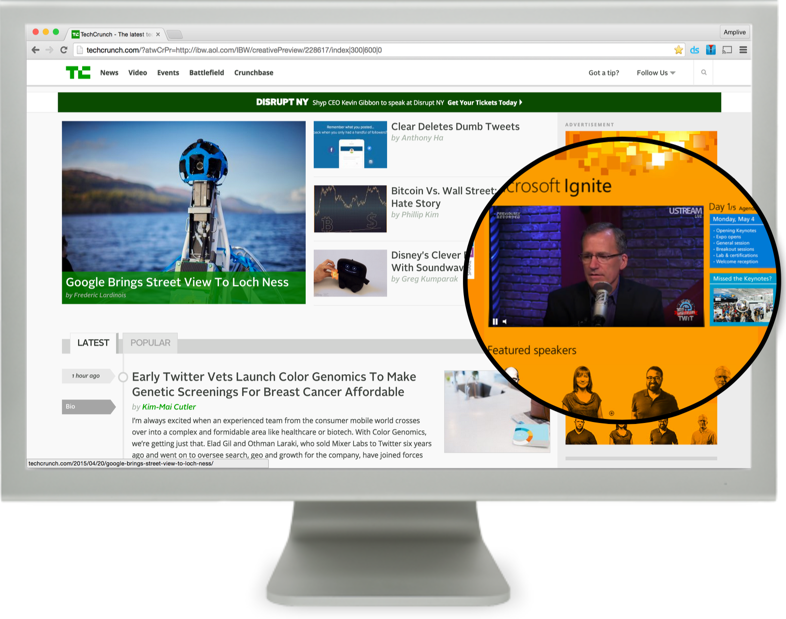 TechCrunch - The latest te
Amplive
techcrunch.com/?atwCrPr=http://ibw.aol.com/IBW/creativePreview/228617/index|300|600|0
ds
TC News Video Events Battlefield Crunchbase Got a tip? Follow Us
DISRUPT NY Shyp CEO Kevin Gibbon to speak at Disrupt NY Get Your Tickets Today
ADVERTISEMENT
Remember what you posted...
Clear Deletes Dumb Tweets
by Anthony Ha
Bitcoin Vs. Wall Street:
Hate Story
by Phillip Kim
Disney's Clever
With Soundwav
by Greg Kumparak
Google Brings Street View To Loch Ness
by Frederic Lardinois
crosoft Ignite
USTREAM
TWiT
Day 1/5 Agen
Monday, May 4
- Opening Keynotes
- Expo opens
- General session
- Breakout sessions
- Lab & certifications
- Welcome reception
Missed the Keynotes?
Featured speakers
LATEST POPULAR
1 hour ago
Bio
Early Twitter Vets Launch Color Genomics To Make
Genetic Screenings For Breast Cancer Affordable
by Kim-Mai Cutler
I'm always excited when an experienced team from the consumer mobile world crosses
over into a complex and formidable area like healthcare or biotech. With Color Genomics,
we're getting just that. Elad Gil and Othman Laraki, who sold Mixer Labs to Twitter six years
ago and went on to oversee search, geo and growth for the company, have joined forces
techcrunch.com/2015/04/20/google-brings-street-view-to-loch-ness/